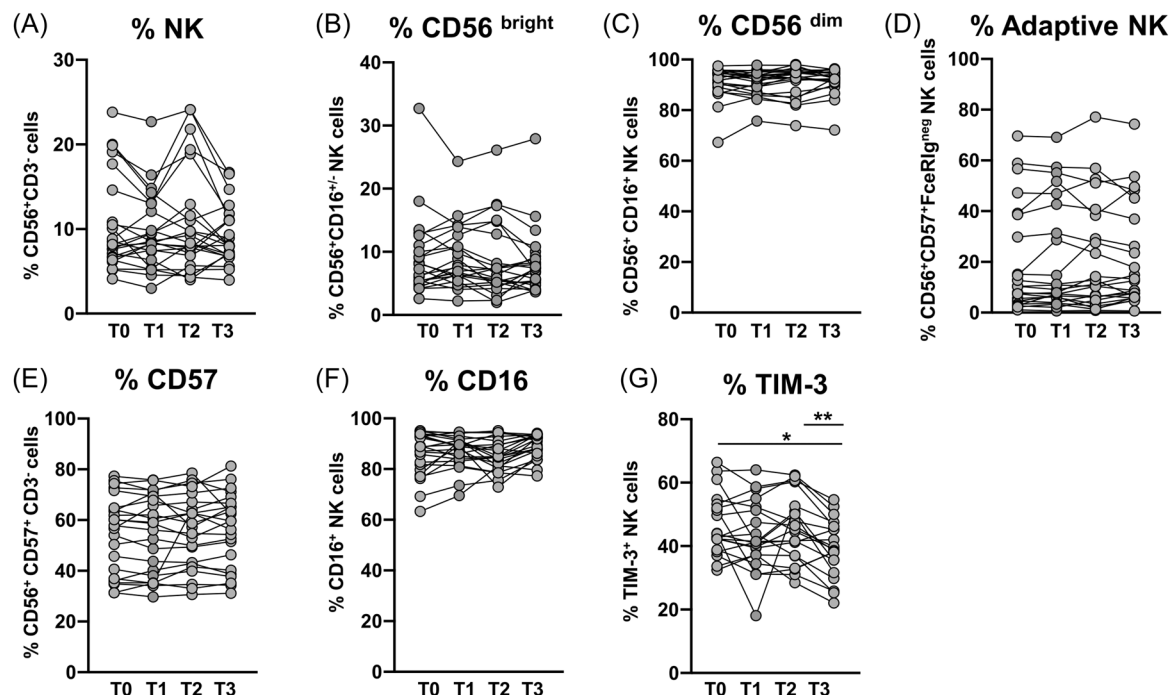 (A) % NK
% CD56⁺CD3⁻ cells
30
20
10
0
T0 T1 T2 T3
(B) % CD56 bright
% CD56⁺CD16⁺/⁻ NK cells
40
30
20
10
0
T0 T1 T2 T3
(C) % CD56 dim
% CD56⁺ CD16⁺ NK cells
100
80
60
40
20
0
T0 T1 T2 T3
(D) % Adaptive NK
% CD56⁺CD57⁺FceRIgⁿᵉᵍ NK cells
100
80
60
40
20
0
T0 T1 T2 T3
(E) % CD57
% CD56⁺ CD57⁺ CD3⁻ cells
100
80
60
40
20
0
T0 T1 T2 T3
(F) % CD16
% CD16⁺ NK cells
100
80
60
40
20
0
T0 T1 T2 T3
(G) % TIM-3
% TIM-3⁺ NK cells
80
60
40
20
0
**
*
T0 T1 T2 T3